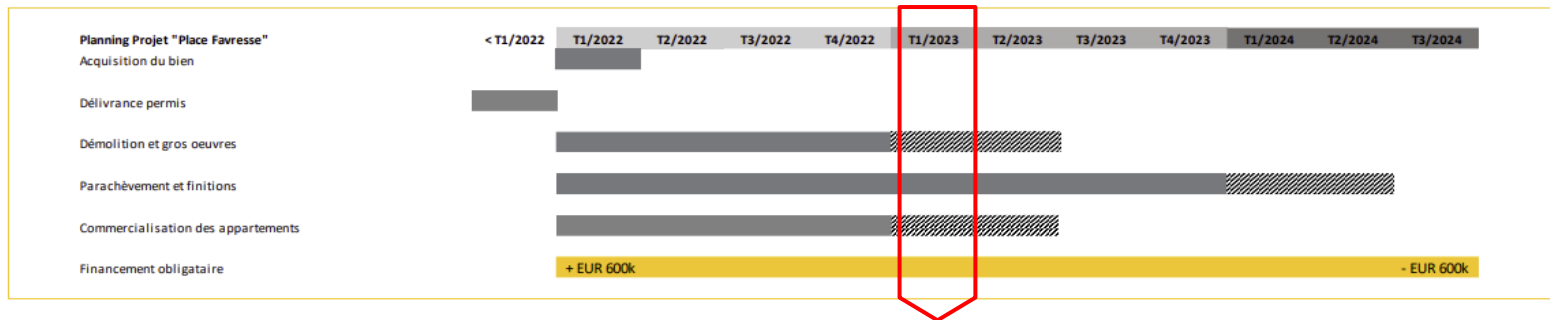 Planning Projet "Place Favresse" < T1/2022 T1/2022 T2/2022 T3/2022 T4/2022 T1/2023 T2/2023 T3/2023 T4/2023 T1/2024 T2/2024 T3/2024
Acquisition du bien
Délivrance permis
Démolition et gros oeuvres
Parachèvement et finitions
Commercialisation des appartements
Financement obligataire + EUR 600k - EUR 600k